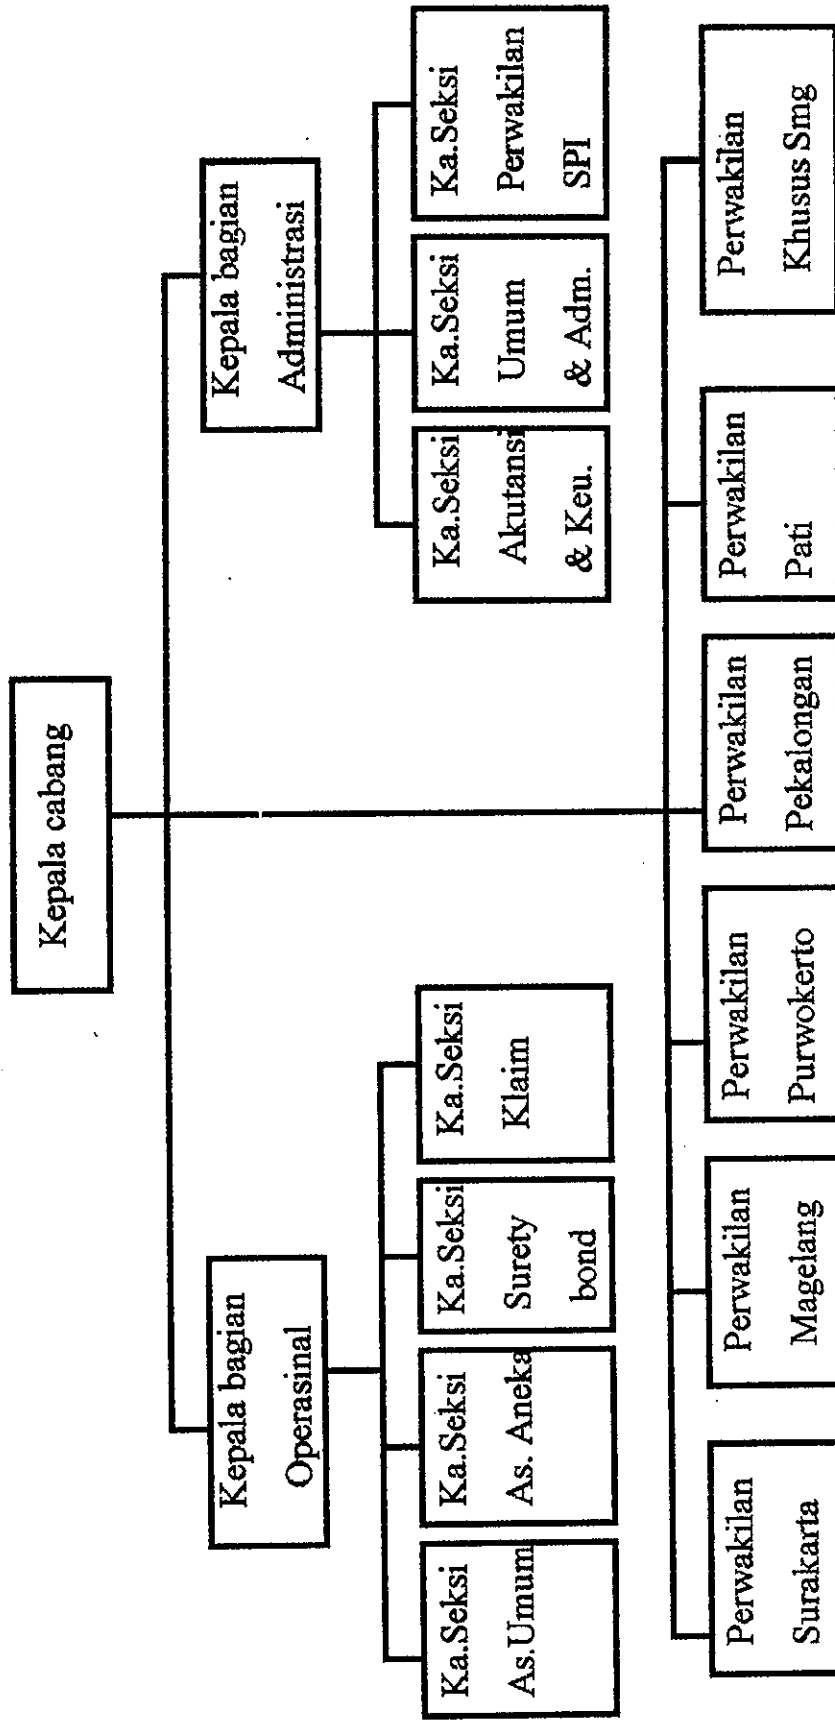 Kepala cabang
Kepala bagian
Operasinal
Kepala bagian
Administrasi
Ka.Seksi
As.Umum
Ka.Seksi
As. Aneka
Ka.Seksi
Surety
bond
Ka.Seksi
Klaim
Ka.Seksi
Akutansi
& Keu.
Ka.Seksi
Umum
& Adm.
Ka.Seksi
Perwakilan
SPI
Perwakilan
Surakarta
Perwakilan
Magelang
Perwakilan
Purwokerto
Perwakilan
Pekalongan
Perwakilan
Pati
Perwakilan
Khusus Smg